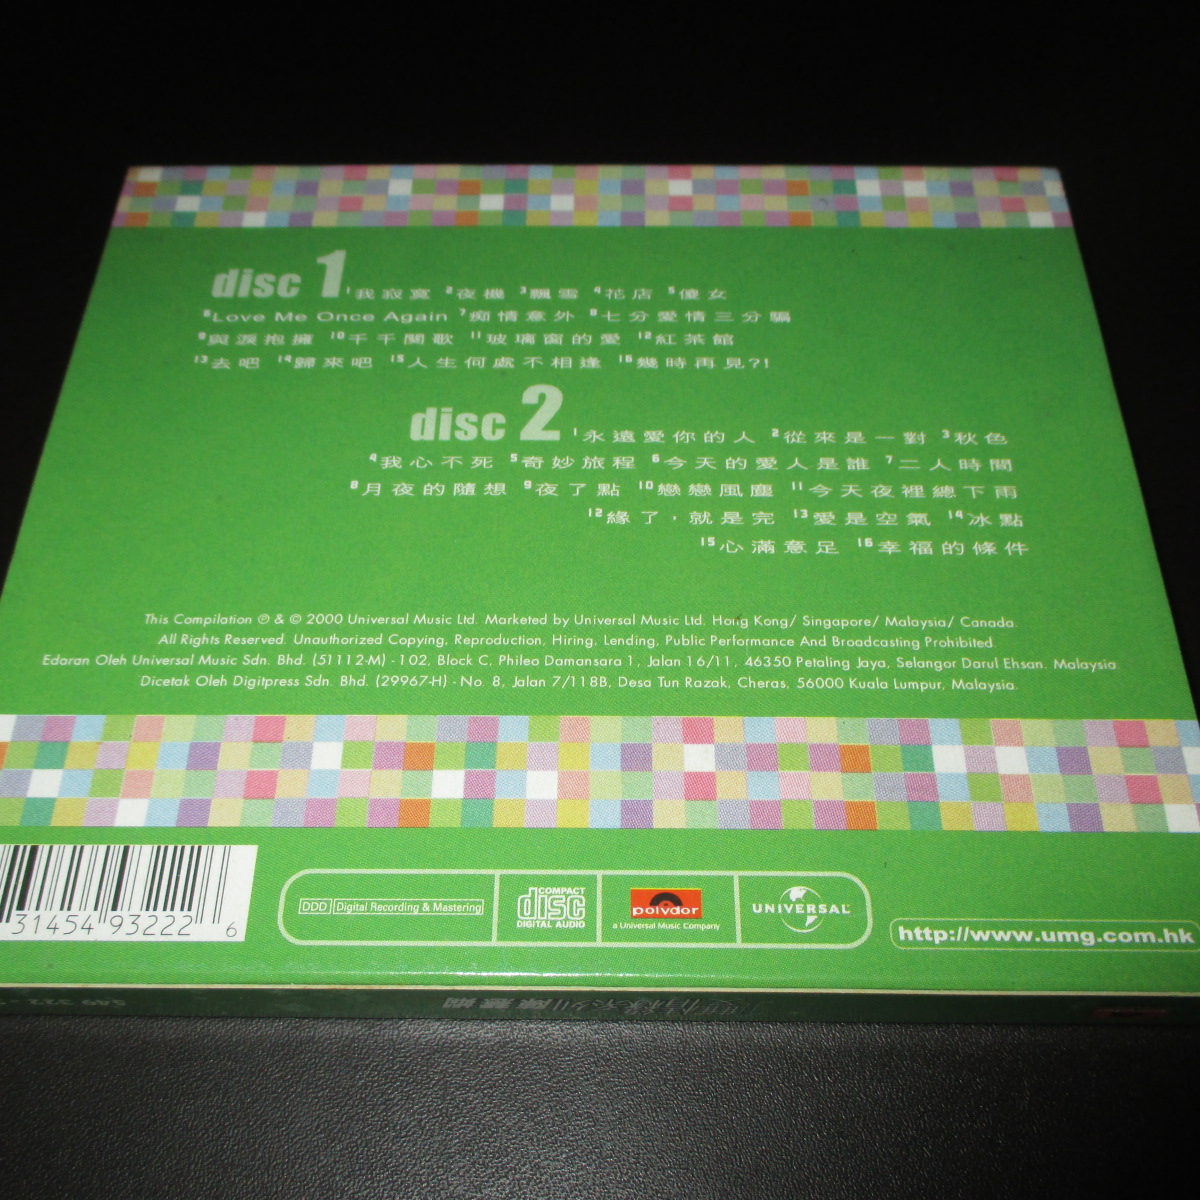 disc 1 ¹我寂寞 ²夜機 ³飄雪 ⁴花店 ⁵傻女
⁶Love Me Once Again ⁷痴情意外 ⁸七分愛情三分騙
⁹與淚抱擁 ¹⁰千千闋歌 ¹¹玻璃窗的愛 ¹²紅茶館
¹³去吧 ¹⁴歸來吧 ¹⁵人生何處不相逢 ¹⁶幾時再見?!
disc 2 ¹永遠愛你的人 ²從來是一對 ³秋色
⁴我心不死 ⁵奇妙旅程 ⁶今天的愛人是誰 ⁷二人時間
⁸月夜的隨想 ⁹夜了點 ¹⁰戀戀風塵 ¹¹今天夜裡總下雨
¹²緣了，就是完 ¹³愛是空氣 ¹⁴冰點
¹⁵心滿意足 ¹⁶幸福的條件
This Compilation ℗ & © 2000 Universal Music Ltd. Marketed by Universal Music Ltd. Hong Kong/ Singapore/ Malaysia/ Canada.
All Rights Reserved. Unauthorized Copying, Reproduction, Hiring, Lending, Public Performance And Broadcasting Prohibited.
Edaran Oleh Universal Music Sdn. Bhd. (51112-M) - 102, Block C, Phileo Damansara 1, Jalan 16/11, 46350 Petaling Jaya, Selangor Darul Ehsan. Malaysia.
Dicetak Oleh Digitpress Sdn. Bhd. (29967-H) - No. 8, Jalan 7/118B, Desa Tun Razak, Cheras, 56000 Kuala Lumpur, Malaysia.
31454 93222 6
DDD Digital Recording & Mastering
COMPACT
disc
DIGITAL AUDIO
polydor
a Universal Music Company
UNIVERSAL
http://www.umg.com.hk
陳慧嫻
549 322